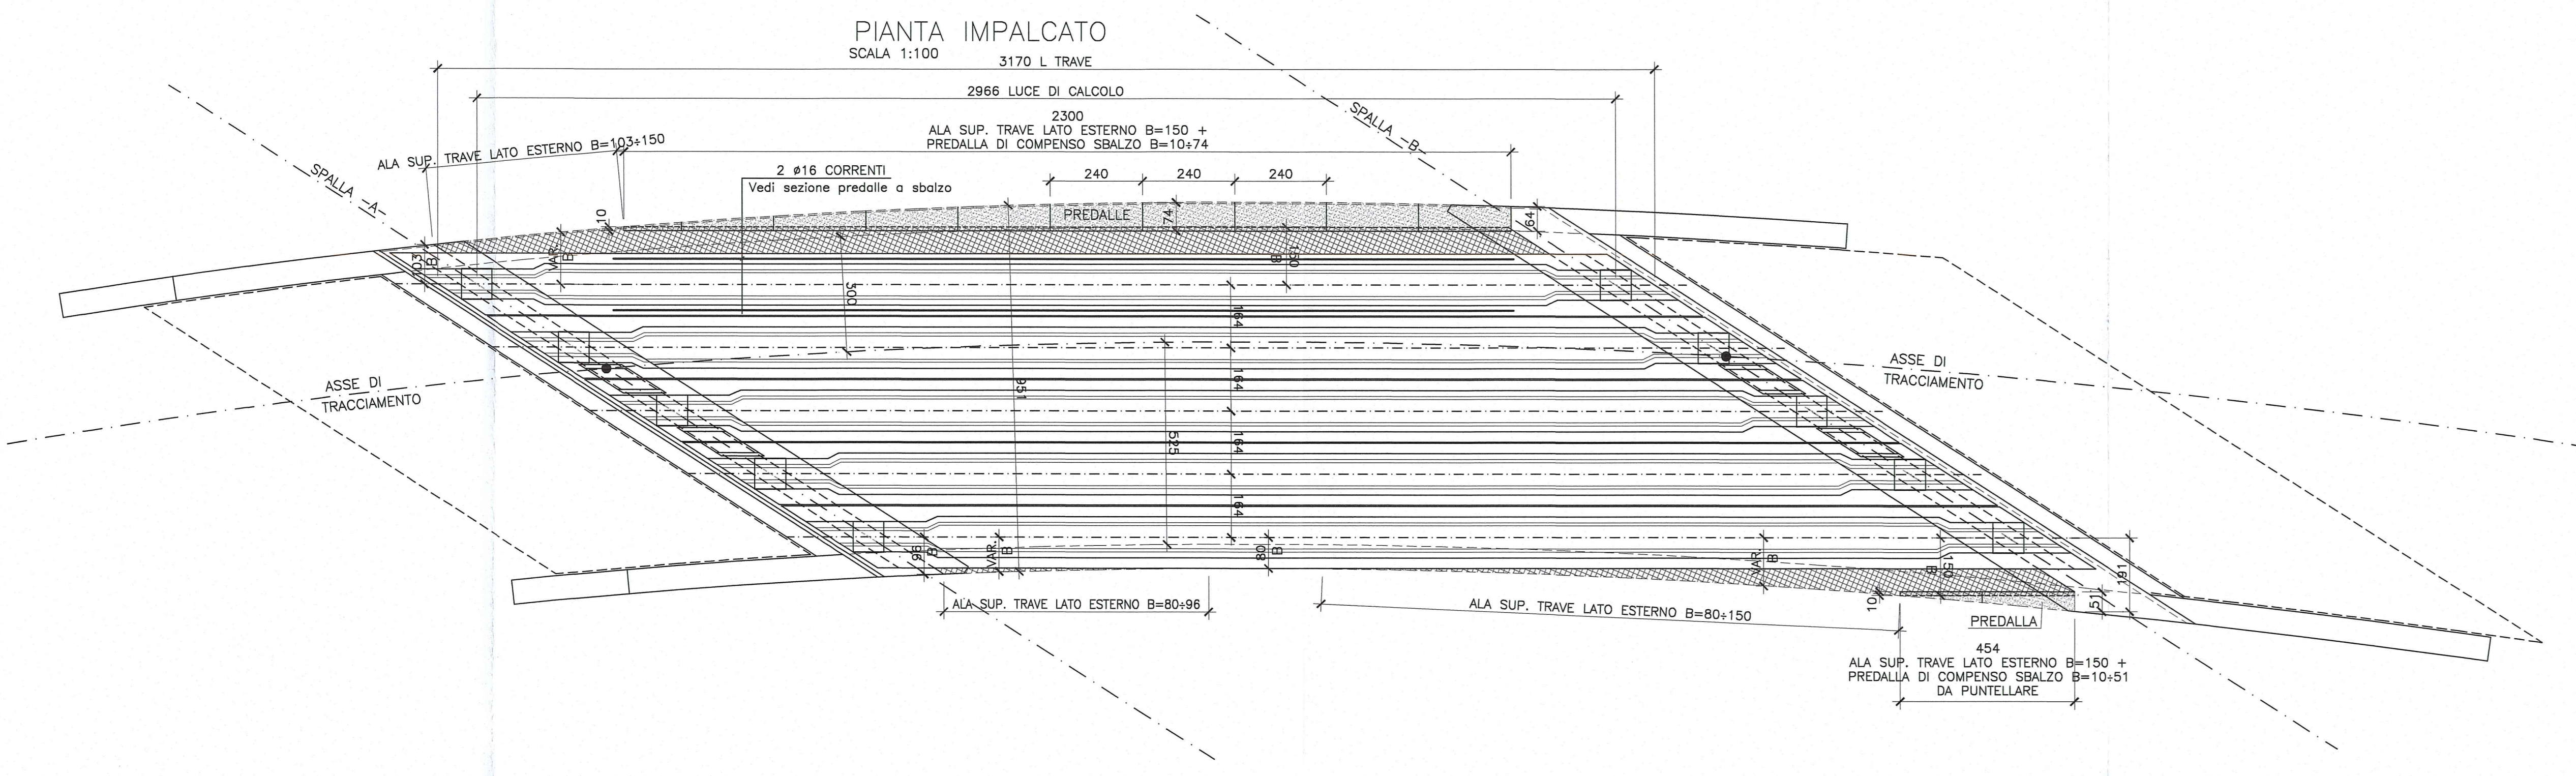 PIANTA IMPALCATO
SCALA 1:100
3170 L TRAVE
2966 LUCE DI CALCOLO
2300
ALA SUP. TRAVE LATO ESTERNO B=150 +
PREDALLA DI COMPENSO SBALZO B=10÷74
ALA SUP. TRAVE LATO ESTERNO B=103÷150
SPALLA -A-
SPALLA -B-
2 ø16 CORRENTI
Vedi sezione predalle a sbalzo
240
240
240
10
PREDALLE
74
64
103
B
VAR.
B
150
B
300
164
164
164
164
951
525
ASSE DI
TRACCIAMENTO
ASSE DI
TRACCIAMENTO
96
B
VAR.
B
80
B
VAR.
B
150
B
191
10
51
ALA SUP. TRAVE LATO ESTERNO B=80÷96
ALA SUP. TRAVE LATO ESTERNO B=80÷150
PREDALLA
454
ALA SUP. TRAVE LATO ESTERNO B=150 +
PREDALLA DI COMPENSO SBALZO B=10÷51
DA PUNTELLARE